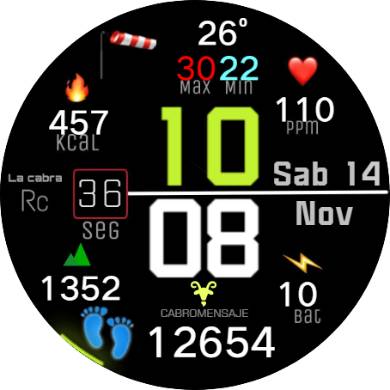 26°
30 22
Max Min
457
Kcal
110
PPM
10
La cabra
Rc
36
seg
Sab 14
Nov
08
1352
10
Bat
CABROMENSAJE
12654